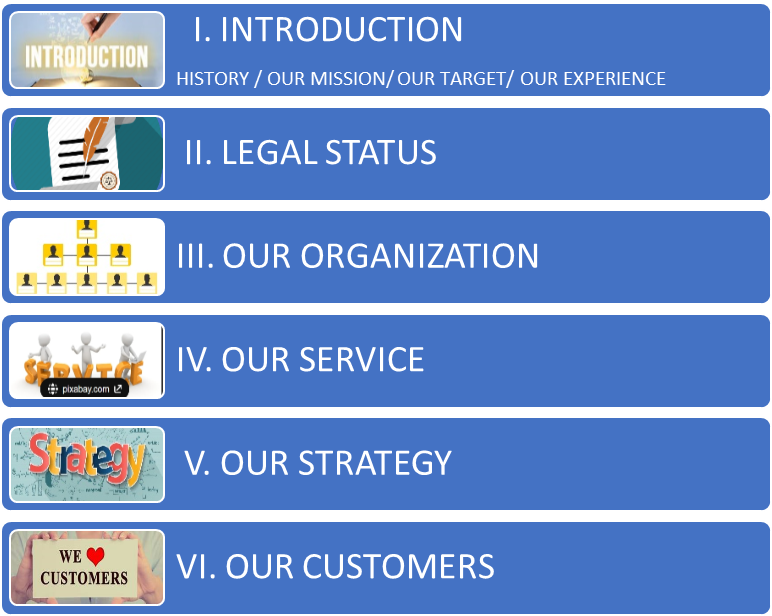 INTRODUCTION
I. INTRODUCTION
HISTORY / OUR MISSION/ OUR TARGET/ OUR EXPERIENCE
II. LEGAL STATUS
III. OUR ORGANIZATION
SERVICE
pixabay.com
IV. OUR SERVICE
Strategy
V. OUR STRATEGY
WE ❤
CUSTOMERS
VI. OUR CUSTOMERS